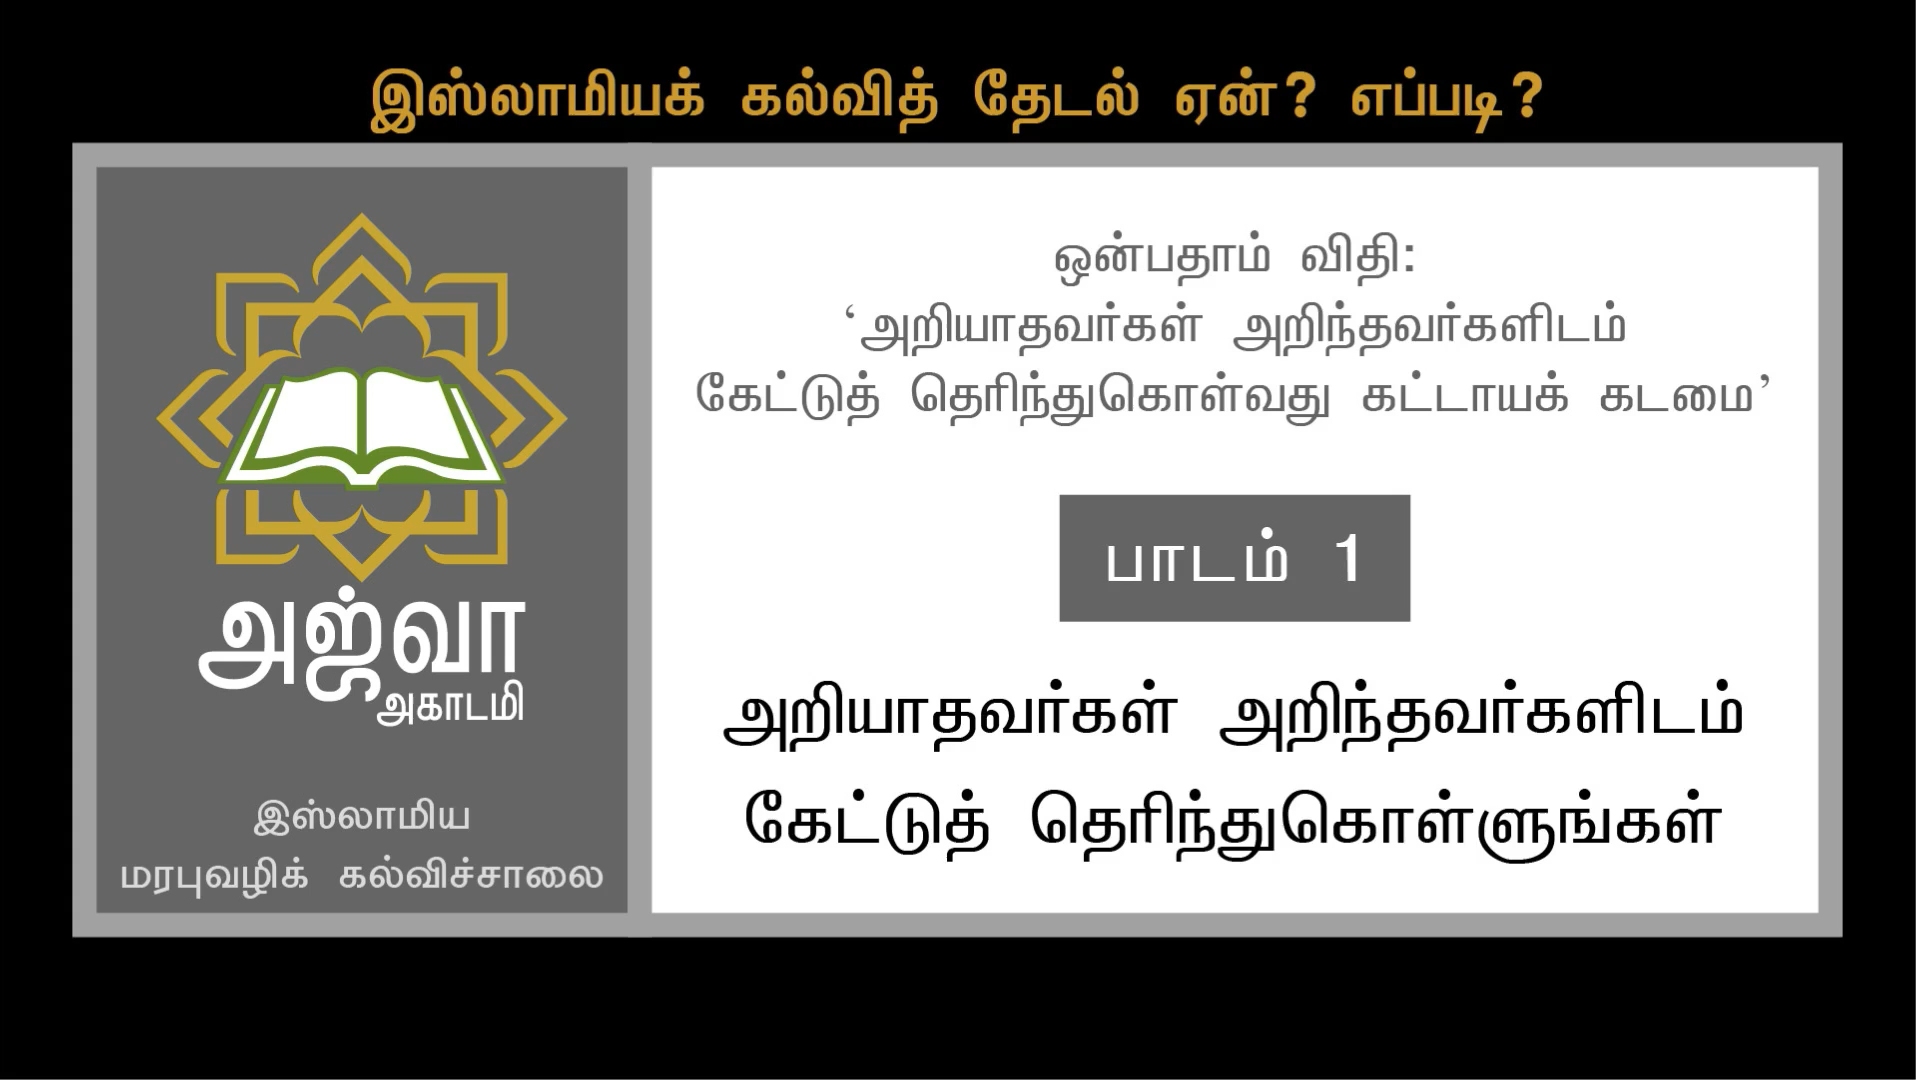 இஸ்லாமியக் கல்வித் தேடல் ஏன்? எப்படி?
அஜ்வா
அகாடமி
இஸ்லாமிய
மரபுவழிக் கல்விச்சாலை
ஒன்பதாம் விதி:
‘அறியாதவர்கள் அறிந்தவர்களிடம்
கேட்டுத் தெரிந்துகொள்வது கட்டாயக் கடமை’
பாடம் 1
அறியாதவர்கள் அறிந்தவர்களிடம்
கேட்டுத் தெரிந்துகொள்ளுங்கள்